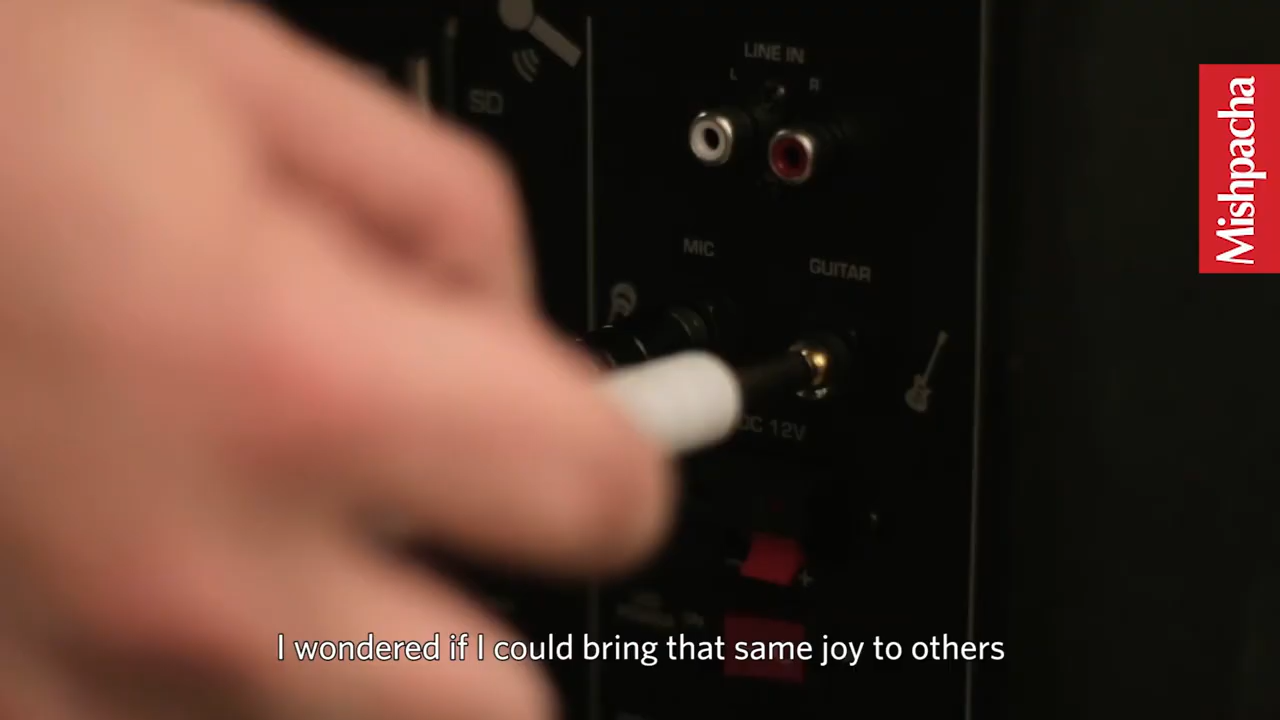 LINE IN
L R
SD
MIC
GUITAR
DC 12V
- +
Mishpacha
I wondered if I could bring that same joy to others